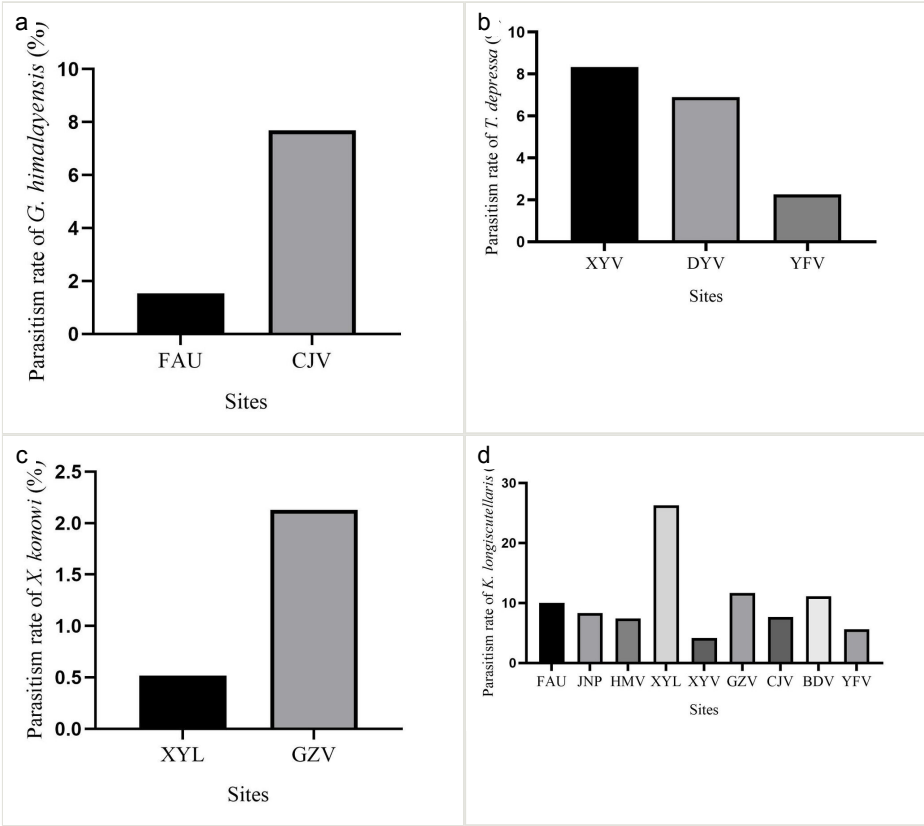 a
Parasitism rate of G. himalayensis (%)
10
8
6
4
2
0
FAU CJV
Sites
b
Parasitism rate of T. depressa (
10
8
6
4
2
0
XYV DYV YFV
Sites
c
Parasitism rate of X. konowi (%)
2.5
2.0
1.5
1.0
0.5
0.0
XYL GZV
Sites
d
Parasitism rate of K. longiscutellaris (
30
20
10
0
FAU JNP HMV XYL XYV GZV CJV BDV YFV
Sites